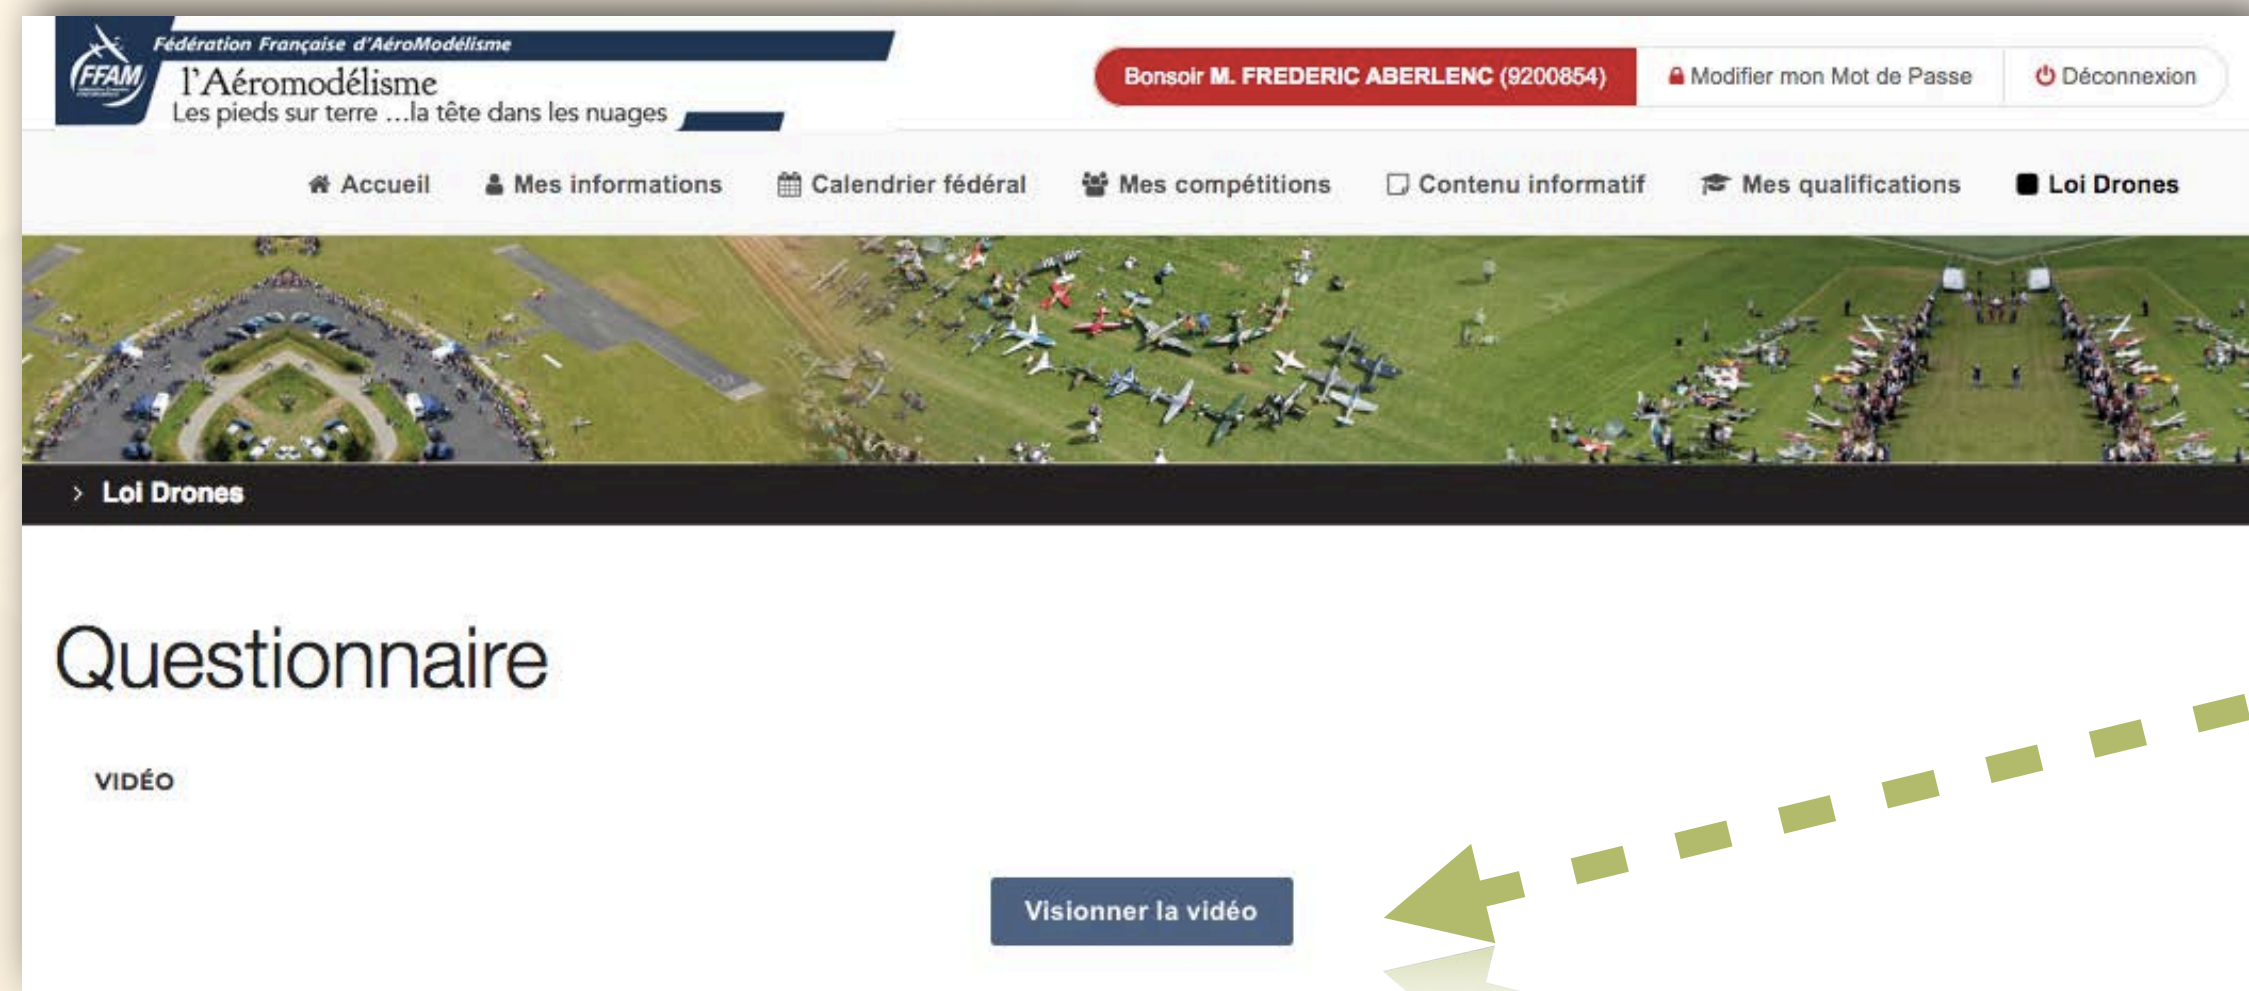 Fédération Française d'AéroModélisme
FFAM
l'Aéromodélisme
Les pieds sur terre ...la tête dans les nuages
Bonsoir M. FREDERIC ABERLENC (9200854)
Modifier mon Mot de Passe
Déconnexion
Accueil
Mes informations
Calendrier fédéral
Mes compétitions
Contenu informatif
Mes qualifications
Loi Drones
> Loi Drones
Questionnaire
VIDÉO
Visionner la vidéo